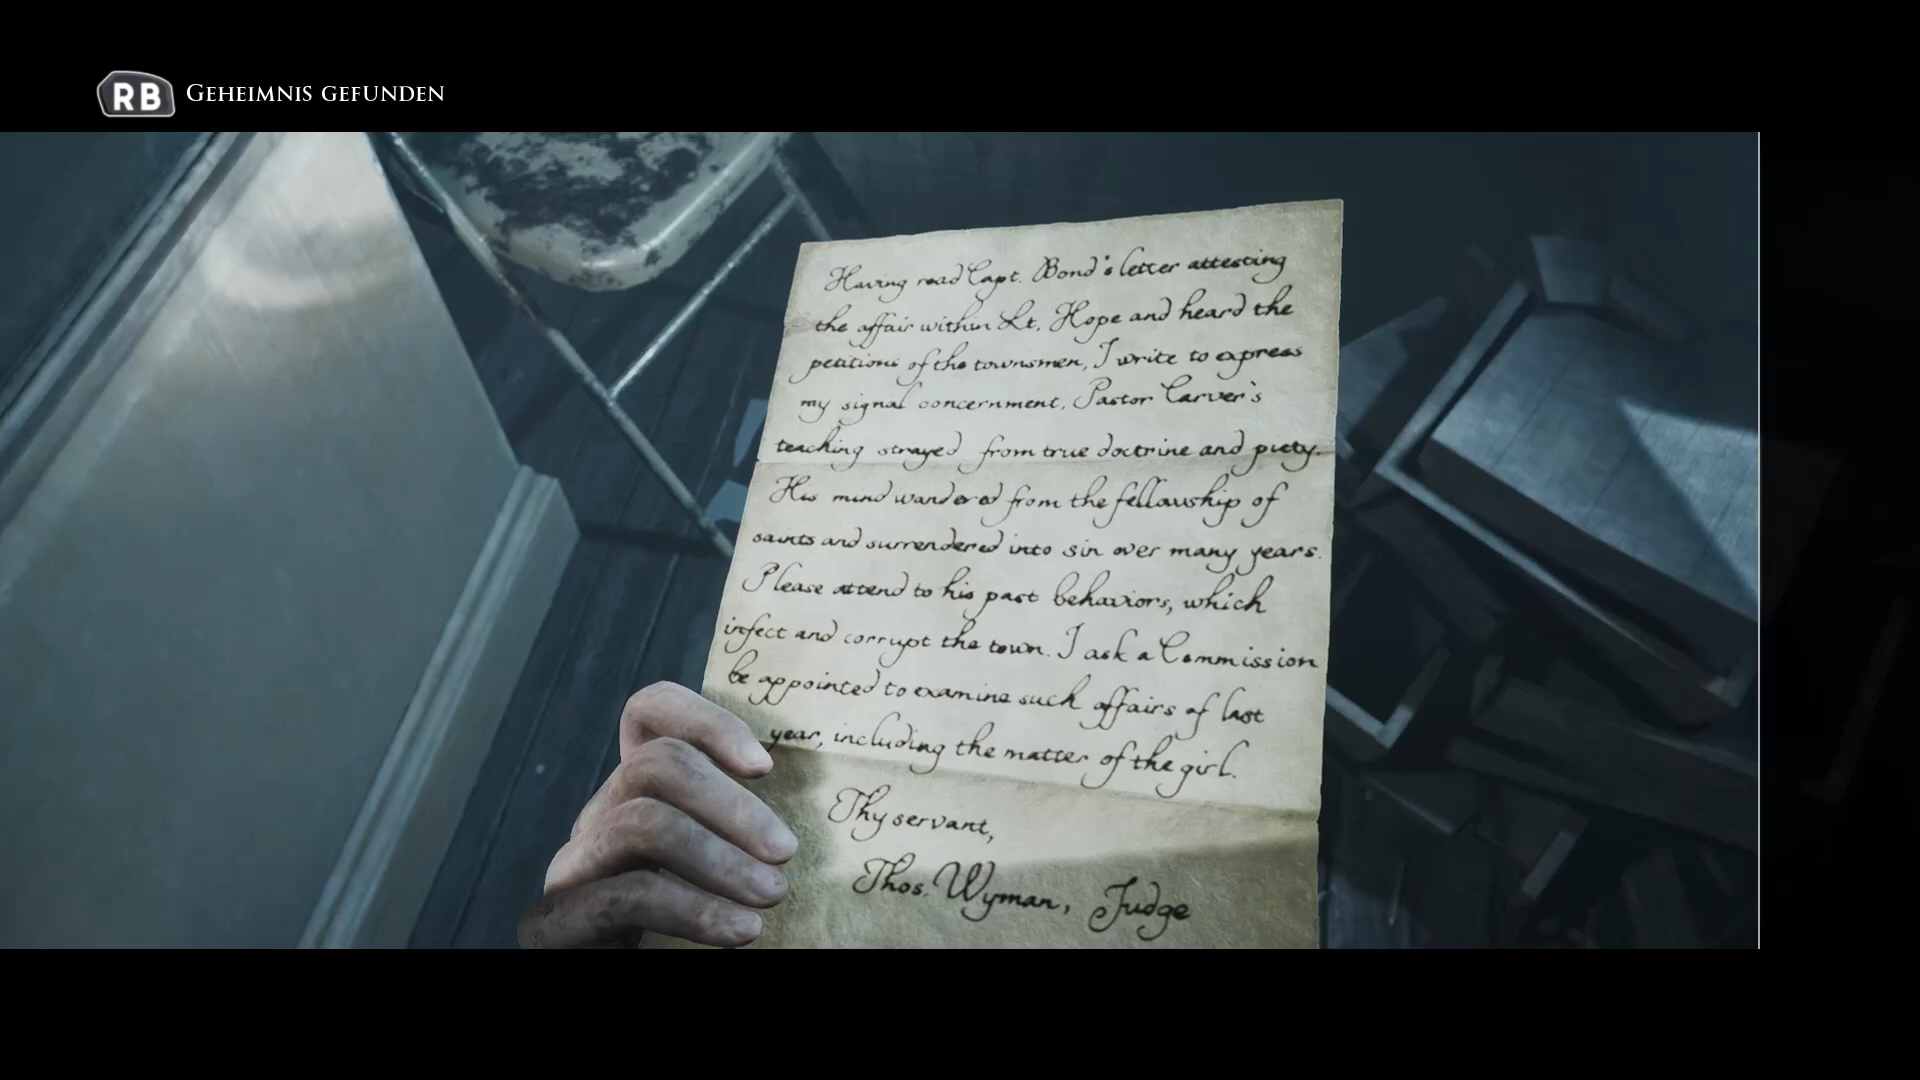 RB GEHEIMNIS GEFUNDEN
Having read Capt. Bond's letter attesting
the affair within Lt. Hope and heard the
petitions of the townsmen, I write to express
my signal concernment. Pastor Carver's
teaching strayed from true doctrine and piety.
His mind wandered from the fellowship of
saints and surrendered into sin over many years.
Please attend to his past behaviors, which
infect and corrupt the town. I ask a Commission
be appointed to examine such affairs of last
year, including the matter of the girl.
Thy servant,
Thos. Wyman, Judge